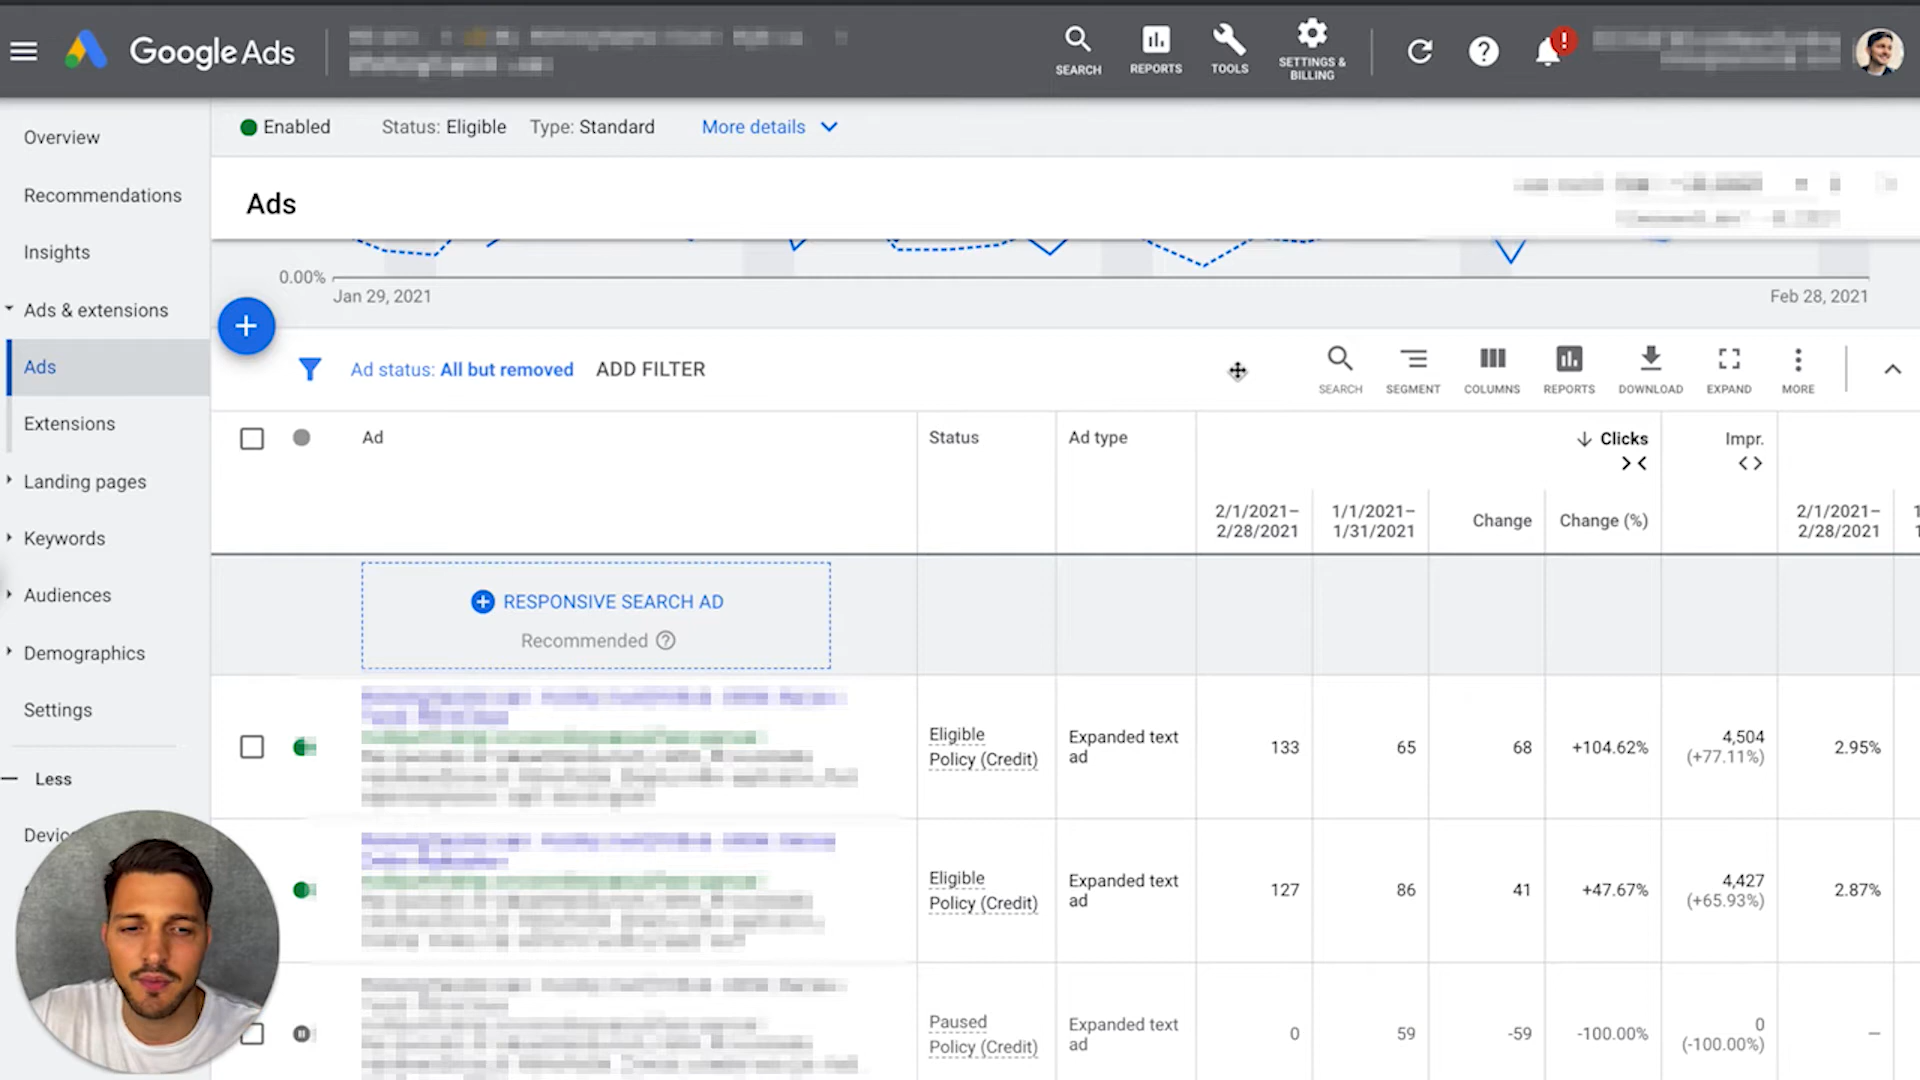 Google Ads
SEARCH
REPORTS
TOOLS
SETTINGS &
BILLING
!
Overview
Recommendations
Insights
Ads & extensions
Ads
Extensions
Landing pages
Keywords
Audiences
Demographics
Settings
Less
Enabled Status: Eligible Type: Standard More details
Ads
0.00%
Jan 29, 2021
Feb 28, 2021
Ad status: All but removed ADD FILTER
SEARCH
SEGMENT
COLUMNS
REPORTS
DOWNLOAD
EXPAND
MORE
Ad Status Ad type Clicks Impr.
2/1/2021–
2/28/2021
1/1/2021–
1/31/2021
Change Change (%)
2/1/2021–
2/28/2021
RESPONSIVE SEARCH AD
Recommended
Eligible
Policy (Credit)
Expanded text
ad
133 65 68 +104.62%
4,504
(+77.11%)
2.95%
Eligible
Policy (Credit)
Expanded text
ad
127 86 41 +47.67%
4,427
(+65.93%)
2.87%
Paused
Policy (Credit)
Expanded text
ad
0 59 -59 -100.00%
0
(-100.00%)
—